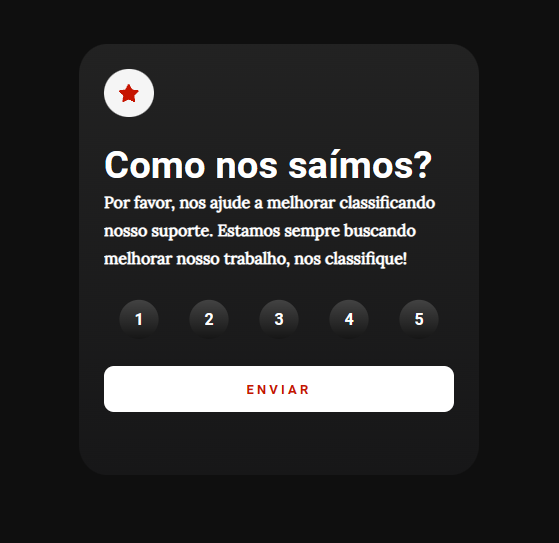 Como nos saímos?
Por favor, nos ajude a melhorar classificando
nosso suporte. Estamos sempre buscando
melhorar nosso trabalho, nos classifique!
1 2 3 4 5
ENVIAR